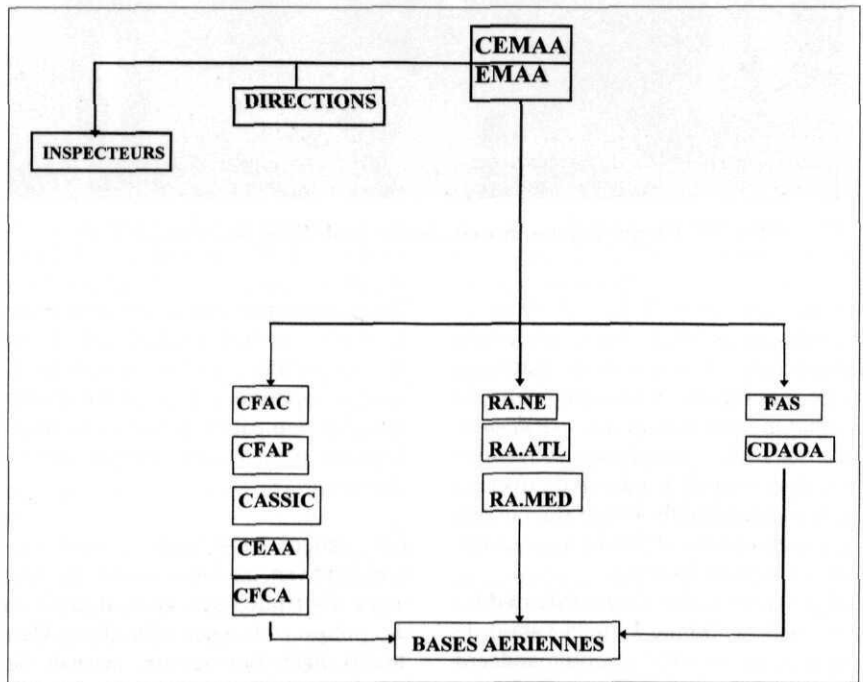 CEMAA
EMAA
DIRECTIONS
INSPECTEURS
CFAC
CFAP
CASSIC
CEAA
CFCA
RA.NE
RA.ATL
RA.MED
FAS
CDAOA
BASES AERIENNES